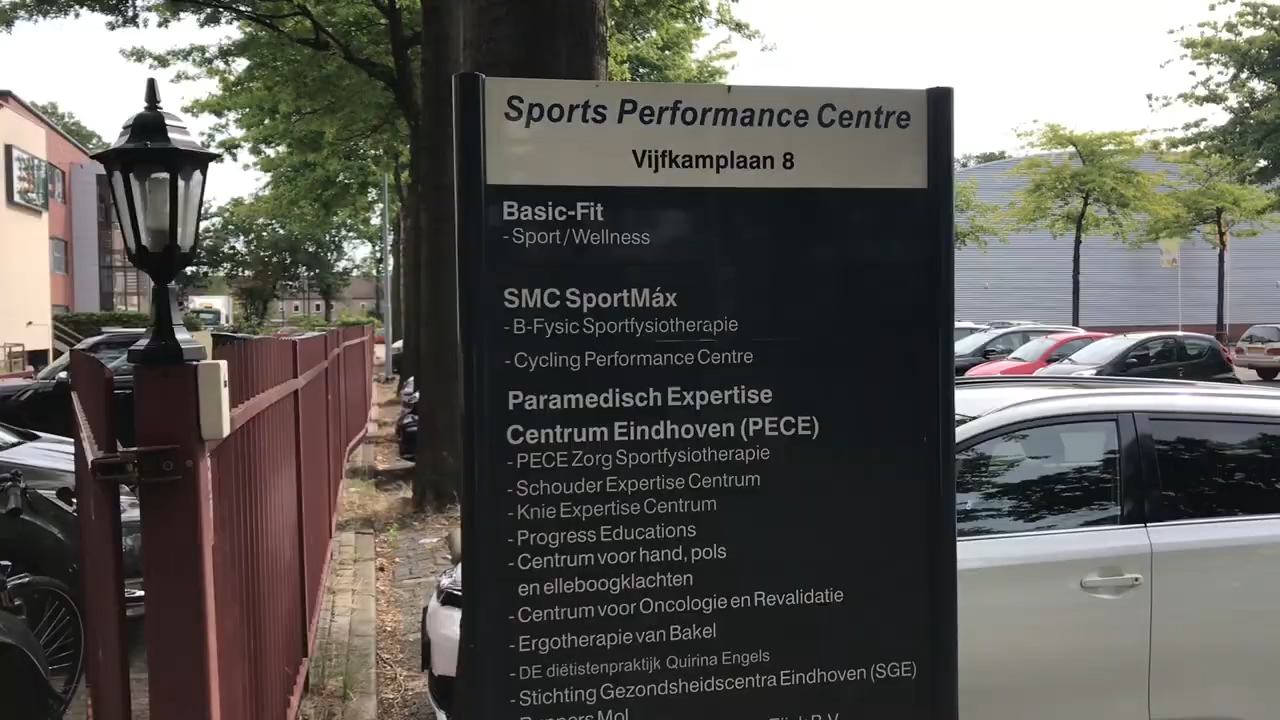 Sports Performance Centre
Vijfkamplaan 8
Basic-Fit
- Sport/Wellness
SMC SportMáx
- B-Fysic Sportfysiotherapie
- Cycling Performance Centre
Paramedisch Expertise
Centrum Eindhoven (PECE)
- PECE Zorg Sportfysiotherapie
- Schouder Expertise Centrum
- Knie Expertise Centrum
- Progress Educations
- Centrum voor hand, pols
en elleboogklachten
- Centrum voor Oncologie en Revalidatie
- Ergotherapie van Bakel
- DE diëtistenpraktijk Quirina Engels
- Stichting Gezondsheidscentra Eindhoven (SGE)